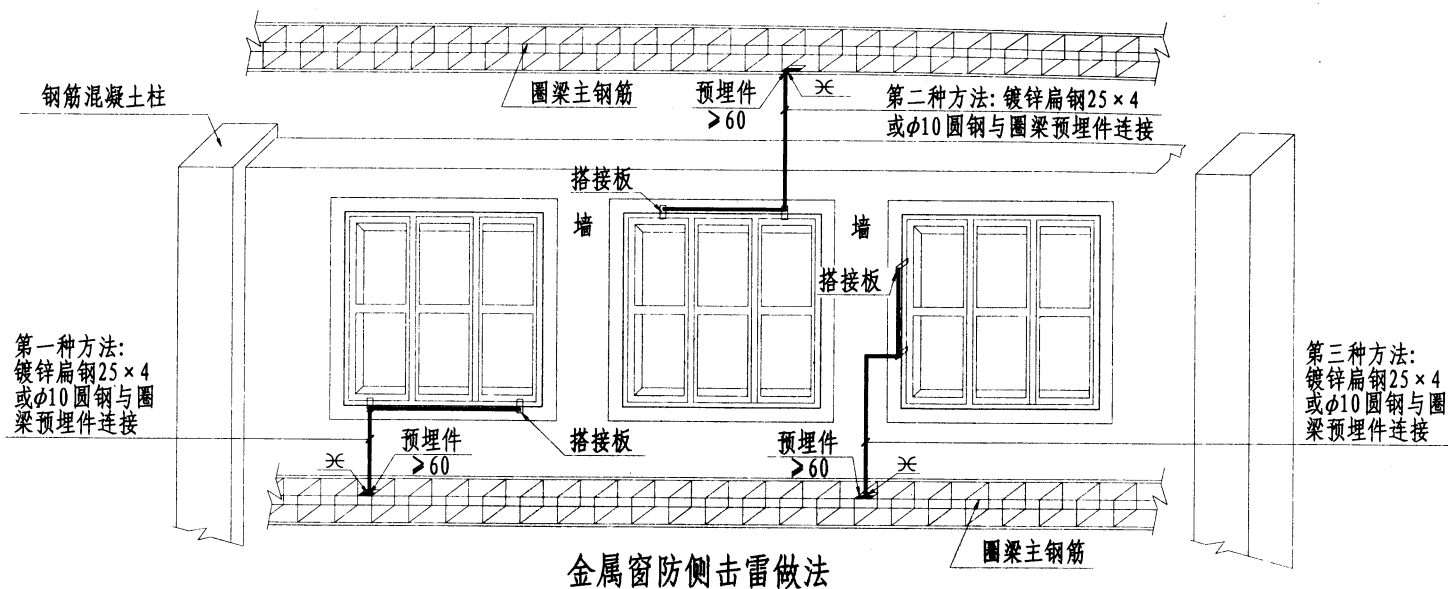 钢筋混凝土柱
圈梁主钢筋
预埋件
≥60
第二种方法: 镀锌扁钢25×4
或φ10圆钢与圈梁预埋件连接
搭接板
墙
墙
搭接板
第一种方法:
镀锌扁钢25×4
或φ10圆钢与圈
梁预埋件连接
第三种方法:
镀锌扁钢25×4
或φ10圆钢与圈
梁预埋件连接
预埋件
≥60
搭接板
预埋件
≥60
圈梁主钢筋
金属窗防侧击雷做法